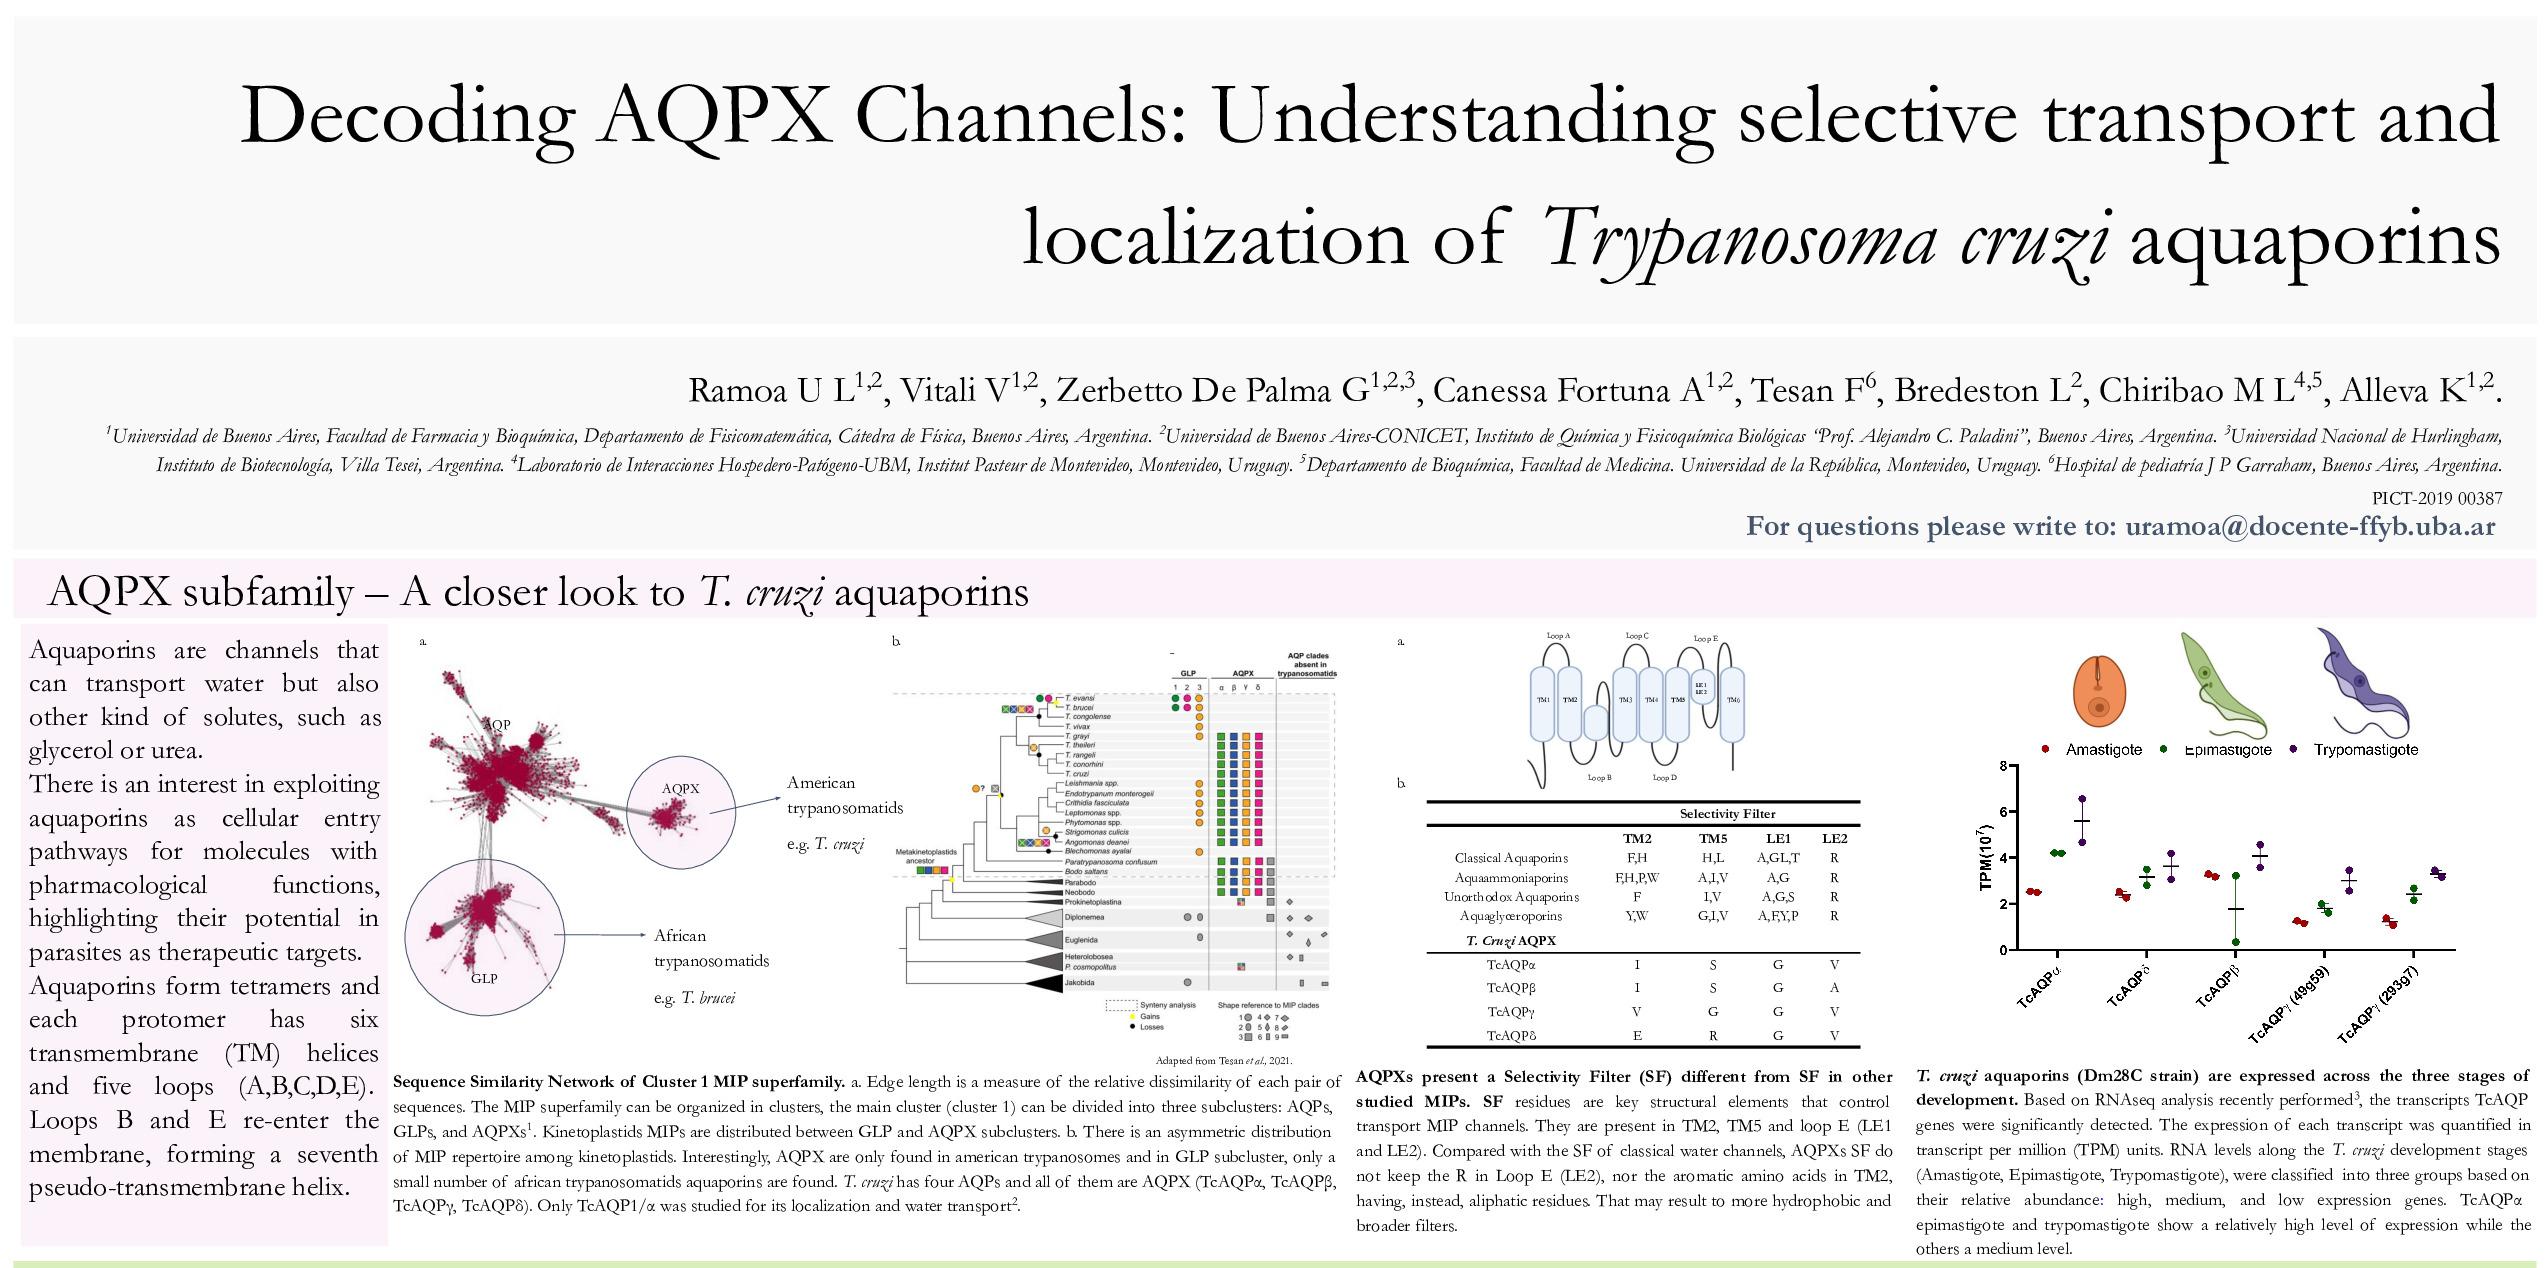 Decoding AQPX Channels: Understanding selective transport and
localization of Trypanosoma cruzi aquaporins
Ramoa U L1,2, Vitali V1,2, Zerbetto De Palma G1,2,3, Canessa Fortuna A1,2, Tesan F6, Bredeston L2, Chiribao M L4,5, Alleva K1,2.
1Universidad de Buenos Aires, Facultad de Farmacia y Bioquímica, Departamento de Fisicomatemática, Cátedra de Física, Buenos Aires, Argentina. 2Universidad de Buenos Aires-CONICET, Instituto de Química y Fisicoquímica Biológicas “Prof. Alejandro C. Paladini”, Buenos Aires, Argentina. 3Universidad Nacional de Hurlingham,
Instituto de Biotecnología, Villa Tesei, Argentina. 4Laboratorio de Interacciones Hospedero-Patógeno-UBM, Institut Pasteur de Montevideo, Montevideo, Uruguay. 5Departamento de Bioquímica, Facultad de Medicina. Universidad de la República, Montevideo, Uruguay. 6Hospital de pediatría J P Garraham, Buenos Aires, Argentina.
PICT-2019 00387
For questions please write to: uramoa@docente-ffyb.uba.ar
AQPX subfamily – A closer look to T. cruzi aquaporins
Aquaporins are channels that
can transport water but also
other kind of solutes, such as
glycerol or urea.
There is an interest in exploiting
aquaporins as cellular entry
pathways for molecules with
pharmacological functions,
highlighting their potential in
parasites as therapeutic targets.
Aquaporins form tetramers and
each protomer has six
transmembrane (TM) helices
and five loops (A,B,C,D,E).
Loops B and E re-enter the
membrane, forming a seventh
pseudo-transmembrane helix.
a.
AQP
AQPX
American
trypanosomatids
e.g. T. cruzi
African
trypanosomatids
e.g. T. brucei
GLP
b.
GLP AQPX AQP clades
absent in
trypanosomatids
1 2 3 α β γ δ
T. evansi
T. brucei
T. congolense
T. vivax
T. grayi
T. theileri
T. rangeli
T. conorhini
T. cruzi
Leishmania spp.
Endotrypanum monterogeii
Crithidia fasciculata
Leptomonas spp.
Phytomonas spp.
Strigomonas culicis
Angomonas deanei
Blechomonas ayalai
Paratrypanosoma confusum
Bodo saltans
Parabodo
Neobodo
Prokinetoplastina
Diplonemea
Euglenida
Heterolobosea
P. cosmopolitus
Jakobida
?
Metakinetoplastids
ancestor
Synteny analysis
Gains
Losses
Shape reference to MIP clades
1 4 7
2 5 8
3 6 9
Adapted from Tesan et al., 2021.
Sequence Similarity Network of Cluster 1 MIP superfamily. a. Edge length is a measure of the relative dissimilarity of each pair of
sequences. The MIP superfamily can be organized in clusters, the main cluster (cluster 1) can be divided into three subclusters: AQPs,
GLPs, and AQPXs1. Kinetoplastids MIPs are distributed between GLP and AQPX subclusters. b. There is an asymmetric distribution
of MIP repertoire among kinetoplastids. Interestingly, AQPX are only found in american trypanosomes and in GLP subcluster, only a
small number of african trypanosomatids aquaporins are found. T. cruzi has four AQPs and all of them are AQPX (TcAQPα, TcAQPβ,
TcAQPγ, TcAQPδ). Only TcAQP1/α was studied for its localization and water transport2.
a.
Loop A Loop C Loop E
TM1 TM2 TM3 TM4 TM5 LE1 LE2 TM6
Loop B Loop D
b.
Selectivity Filter
TM2 TM5 LE1 LE2
Classical Aquaporins F,H H,L A,GL,T R
Aquaammoniaporins F,H,P,W A,I,V A,G R
Unorthodox Aquaporins F I,V A,G,S R
Aquaglyceroporins Y,W G,I,V A,F,Y,P R
T. Cruzi AQPX
TcAQPα I S G V
TcAQPβ I S G A
TcAQPγ V G G V
TcAQPδ E R G V
AQPXs present a Selectivity Filter (SF) different from SF in other
studied MIPs. SF residues are key structural elements that control
transport MIP channels. They are present in TM2, TM5 and loop E (LE1
and LE2). Compared with the SF of classical water channels, AQPXs SF do
not keep the R in Loop E (LE2), nor the aromatic amino acids in TM2,
having, instead, aliphatic residues. That may result to more hydrophobic and
broader filters.
Amastigote Epimastigote Trypomastigote
TPM(10^7)
8
6
4
2
0
TcAQPα
TcAQPδ
TcAQPβ
TcAQPγ (49g59)
TcAQPγ (293g7)
T. cruzi aquaporins (Dm28C strain) are expressed across the three stages of
development. Based on RNAseq analysis recently performed3, the transcripts TcAQP
genes were significantly detected. The expression of each transcript was quantified in
transcript per million (TPM) units. RNA levels along the T. cruzi development stages
(Amastigote, Epimastigote, Trypomastigote), were classified into three groups based on
their relative abundance: high, medium, and low expression genes. TcAQPα
epimastigote and trypomastigote show a relatively high level of expression while the
others a medium level.